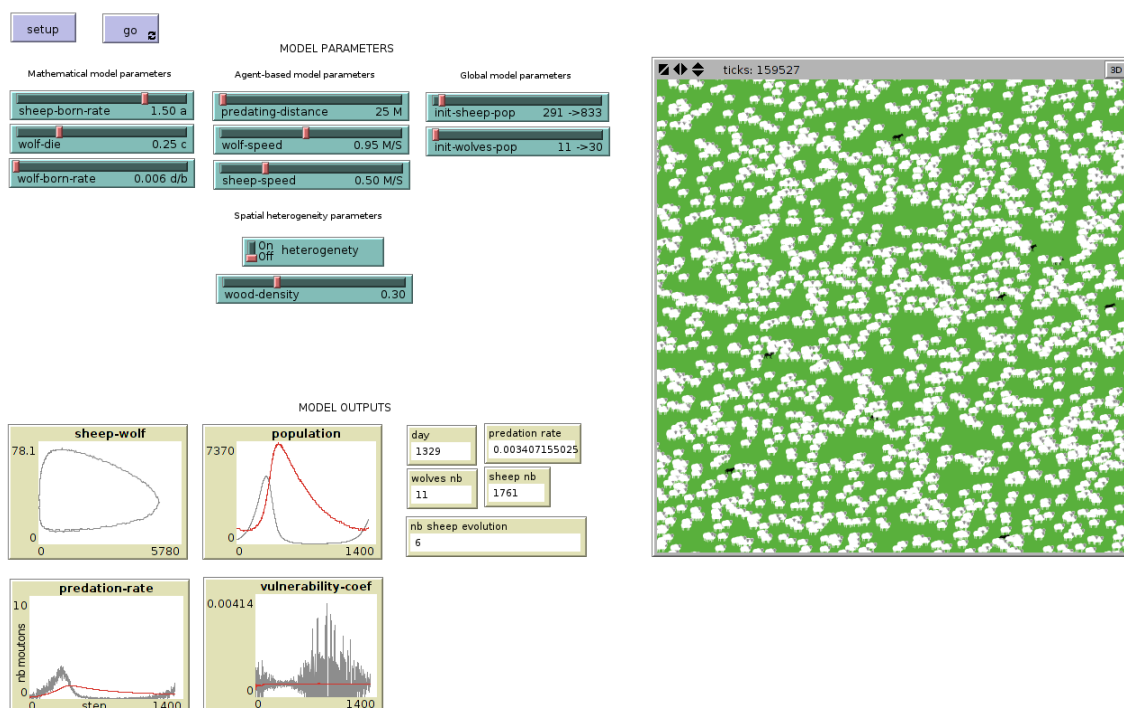 setup
go
MODEL PARAMETERS
Mathematical model parameters
Agent-based model parameters
Global model parameters
sheep-born-rate 1.50 a
predating-distance 25 M
init-sheep-pop 291 ->833
wolf-die 0.25 c
wolf-speed 0.95 M/S
init-wolves-pop 11 ->30
wolf-born-rate 0.006 d/b
sheep-speed 0.50 M/S
Spatial heterogeneity parameters
On
Off
heterogenety
wood-density 0.30
ticks: 159527
3D
MODEL OUTPUTS
sheep-wolf
78.1
0
0 5780
population
7370
0
0 1400
day
1329
predation rate
0.003407155025
wolves nb
11
sheep nb
1761
nb sheep evolution
6
predation-rate
10
nb moutons
0
0 step 1400
vulnerability-coef
0.00414
0
0 1400